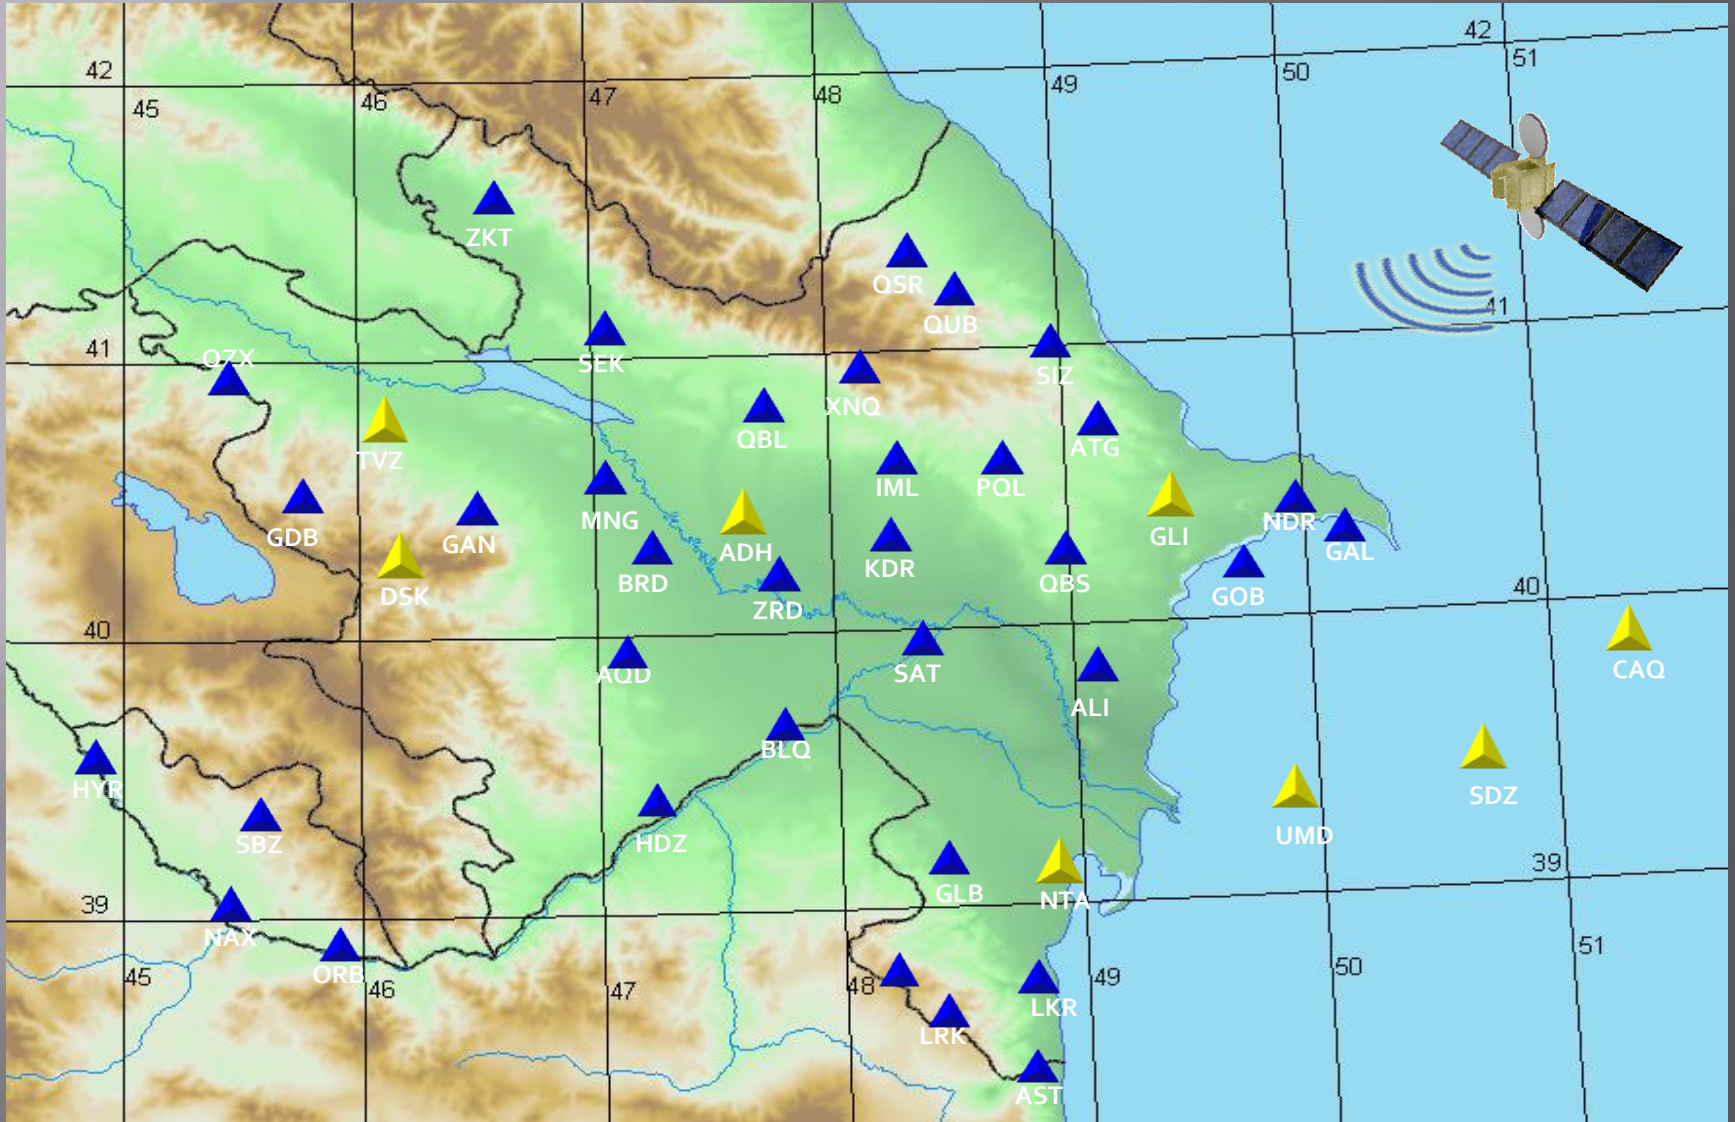 42
51
42
45
46
47
48
49
50
ZKT
QSR
QUB
41
41
QZX
SEK
XNQ
SIZ
TVZ
QBL
ATG
GDB
GAN
MNG
ADH
IML
PQL
GLI
NDR
GAL
DSK
BRD
ZRD
KDR
QBS
GOB
40
40
AQD
SAT
ALI
CAQ
BLQ
HYR
SBZ
HDZ
UMD
SDZ
39
39
NAX
GLB
NTA
ORB
45
46
47
48
49
50
51
LRK
LKR
AST